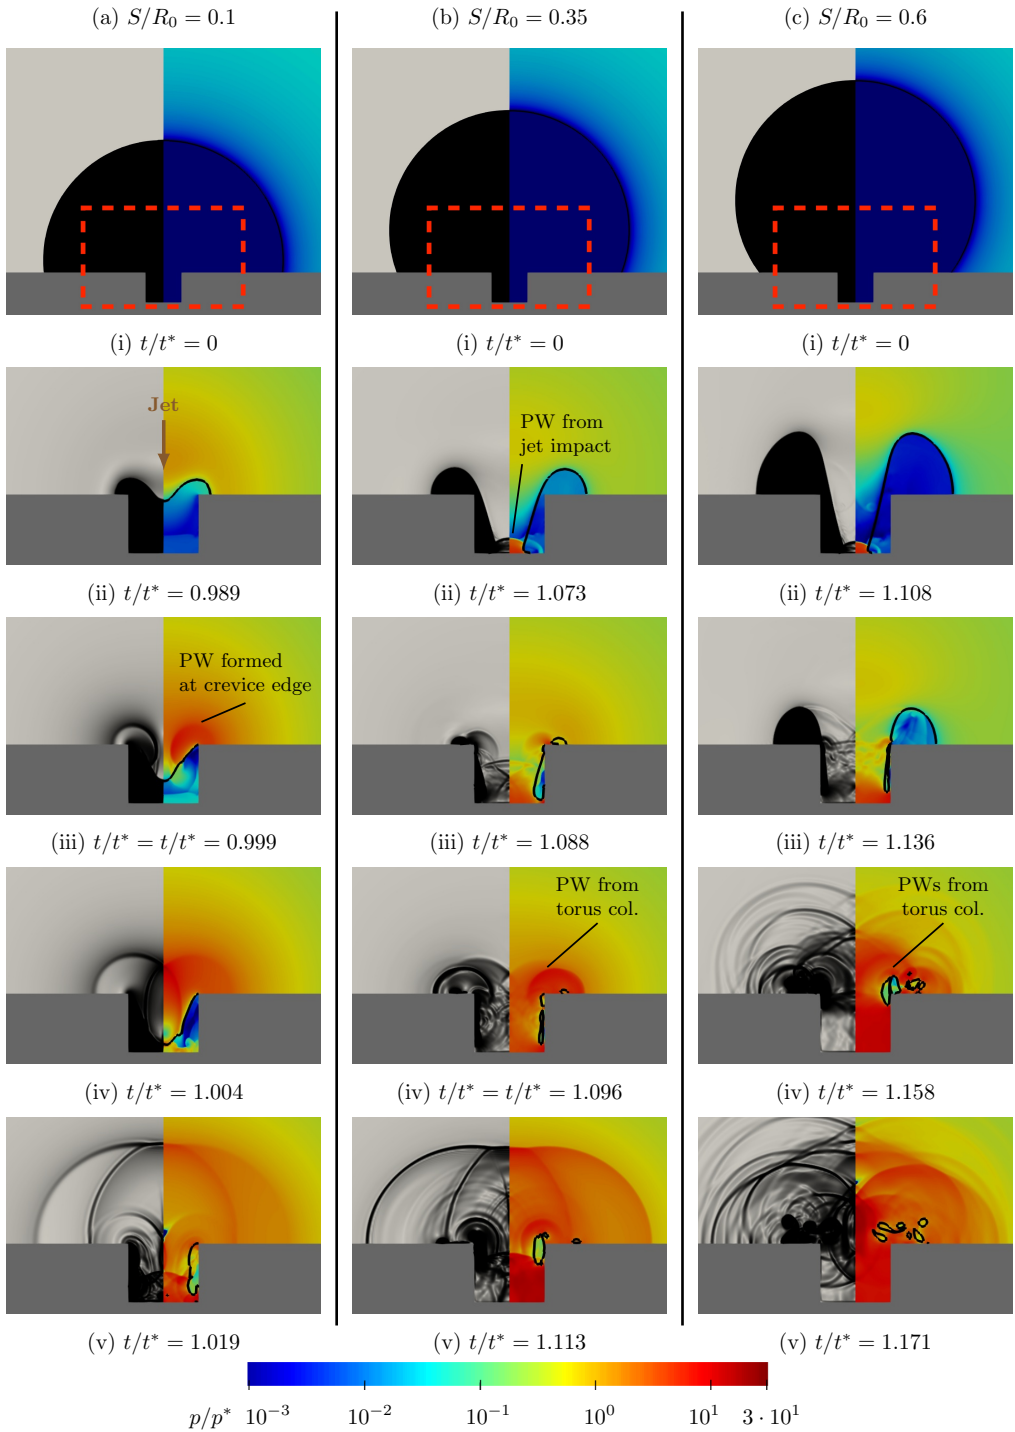 (a) S/R₀ = 0.1
(b) S/R₀ = 0.35
(c) S/R₀ = 0.6
(i) t/t* = 0
(i) t/t* = 0
(i) t/t* = 0
Jet
PW from
jet impact
(ii) t/t* = 0.989
(ii) t/t* = 1.073
(ii) t/t* = 1.108
PW formed
at crevice edge
(iii) t/t* = t/t* = 0.999
(iii) t/t* = 1.088
(iii) t/t* = 1.136
PW from
torus col.
PWs from
torus col.
(iv) t/t* = 1.004
(iv) t/t* = t/t* = 1.096
(iv) t/t* = 1.158
(v) t/t* = 1.019
(v) t/t* = 1.113
(v) t/t* = 1.171
p/p* 10⁻³ 10⁻² 10⁻¹ 10⁰ 10¹ 3 · 10¹